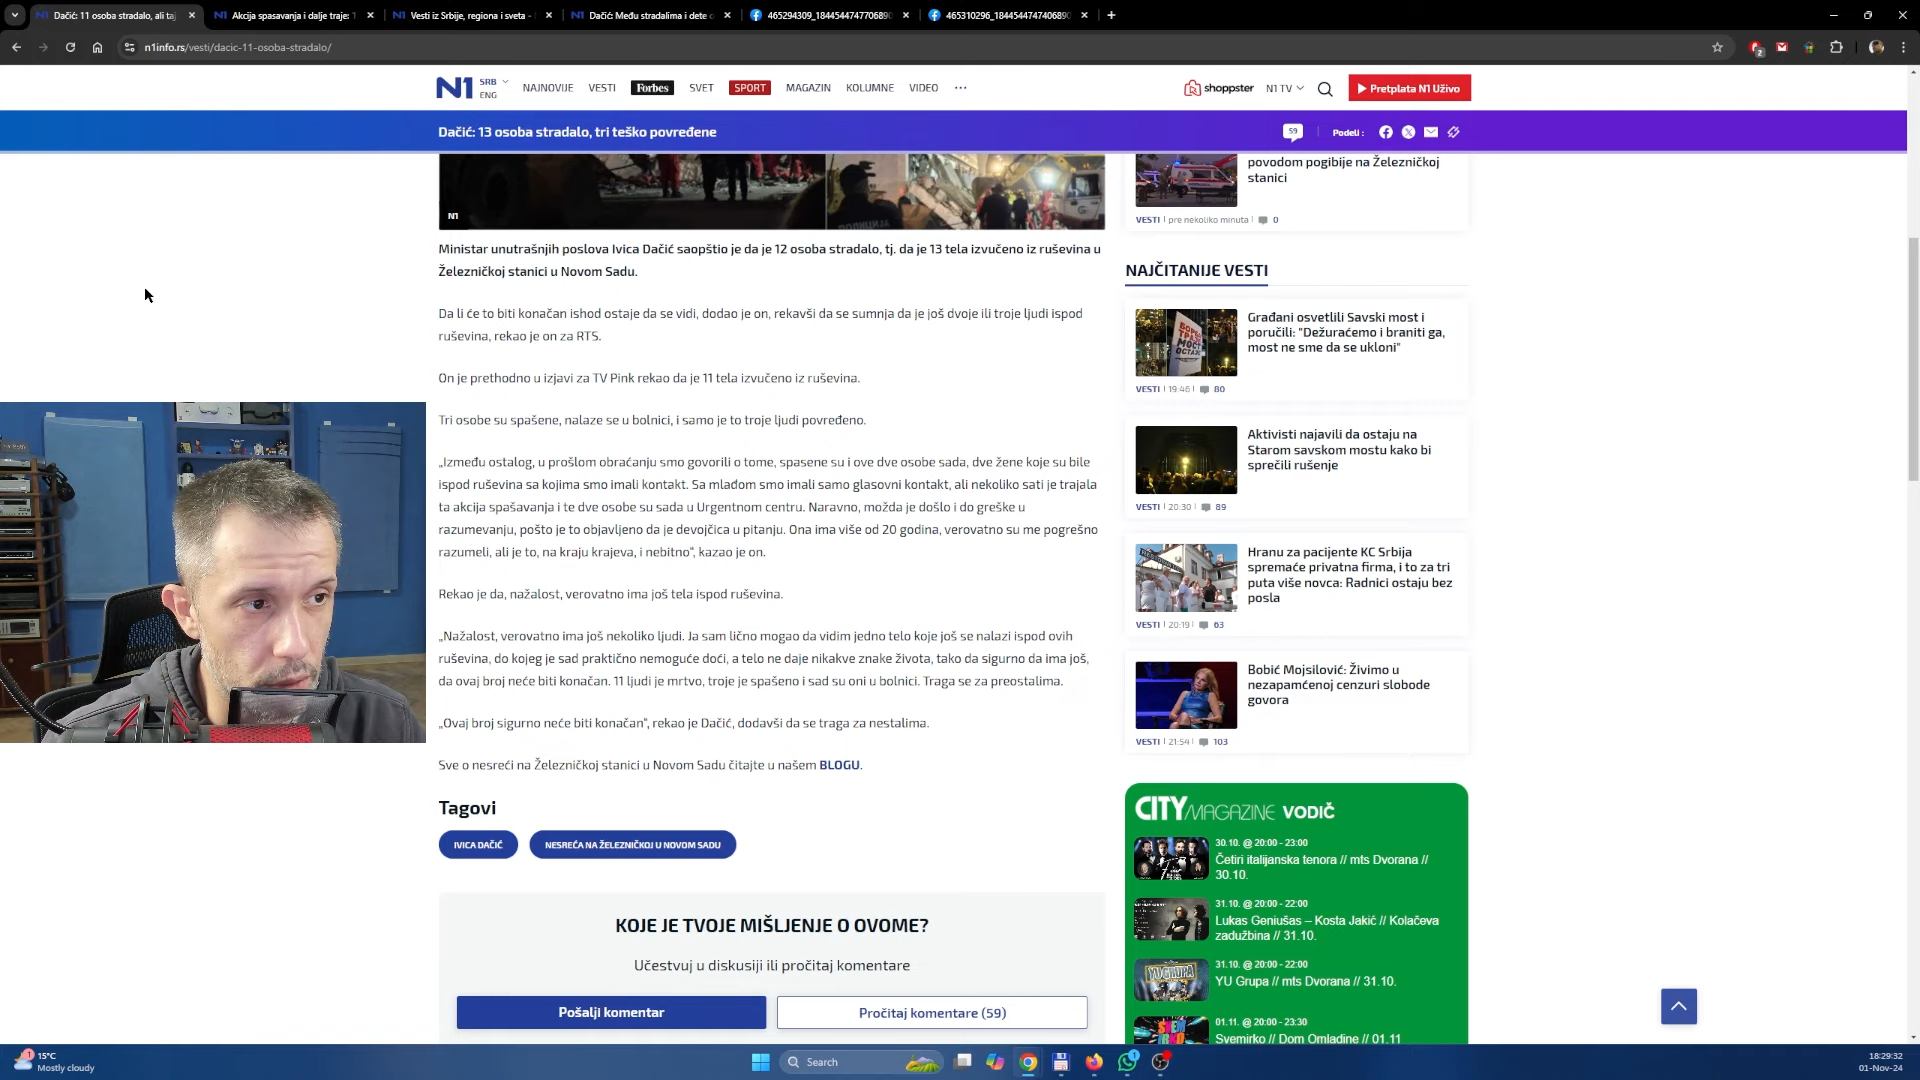 Dačić: 11 osoba stradalo, ali taj
Akcija spasavanja i dalje traje: T
Vesti iz Srbije, regiona i sveta -
Dačić: Među stradalima i dete o
465294309_1844544747706890
465310296_1844544747406890
n1info.rs/vesti/dacic-11-osoba-stradalo/
2
N1 SRB
ENG
NAJNOVIJE VESTI Forbes SVET SPORT MAGAZIN KOLUMNE VIDEO ...
shoppster N1 TV Pretplata N1 Uživo
Dačić: 13 osoba stradalo, tri teško povređene
59 Podeli :
N1
Ministar unutrašnjih poslova Ivica Dačić saopštio je da je 12 osoba stradalo, tj. da je 13 tela izvučeno iz ruševina u
Železničkoj stanici u Novom Sadu.
Da li će to biti konačan ishod ostaje da se vidi, dodao je on, rekavši da se sumnja da je još dvoje ili troje ljudi ispod
ruševina, rekao je on za RTS.
On je prethodno u izjavi za TV Pink rekao da je 11 tela izvučeno iz ruševina.
Tri osobe su spašene, nalaze se u bolnici, i samo je to troje ljudi povređeno.
„Između ostalog, u prošlom obraćanju smo govorili o tome, spasene su i ove dve osobe sada, dve žene koje su bile
ispod ruševina sa kojima smo imali kontakt. Sa mlađom smo imali samo glasovni kontakt, ali nekoliko sati je trajala
ta akcija spašavanja i te dve osobe su sada u Urgentnom centru. Naravno, možda je došlo i do greške u
razumevanju, pošto je to objavljeno da je devojčica u pitanju. Ona ima više od 20 godina, verovatno su me pogrešno
razumeli, ali je to, na kraju krajeva, i nebitno“, kazao je on.
Rekao je da, nažalost, verovatno ima još tela ispod ruševina.
„Nažalost, verovatno ima još nekoliko ljudi. Ja sam lično mogao da vidim jedno telo koje još se nalazi ispod ovih
ruševina, do kojeg je sad praktično nemoguće doći, a telo ne daje nikakve znake života, tako da sigurno da ima još,
da ovaj broj neće biti konačan. 11 ljudi je mrtvo, troje je spašeno i sad su oni u bolnici. Traga se za preostalima.
„Ovaj broj sigurno neće biti konačan“, rekao je Dačić, dodavši da se traga za nestalima.
Sve o nesreći na Železničkoj stanici u Novom Sadu čitajte u našem BLOGU.
Tagovi
IVICA DAČIĆ
NESREĆA NA ŽELEZNIČKOJ U NOVOM SADU
KOJE JE TVOJE MIŠLJENJE O OVOME?
Učestvuj u diskusiji ili pročitaj komentare
Pošalji komentar
Pročitaj komentare (59)
povodom pogibije na Železničkoj
stanici
VESTI | pre nekoliko minuta | 0
NAJČITANIJE VESTI
Građani osvetlili Savski most i
poručili: "Dežuraćemo i braniti ga,
most ne sme da se ukloni"
VESTI | 19:46 | 80
Aktivisti najavili da ostaju na
Starom savskom mostu kako bi
sprečili rušenje
VESTI | 20:30 | 89
Hranu za pacijente KC Srbija
spremaće privatna firma, i to za tri
puta više novca: Radnici ostaju bez
posla
VESTI | 20:19 | 63
Bobić Mojsilović: Živimo u
nezapamćenoj cenzuri slobode
govora
VESTI | 21:54 | 103
CITY MAGAZINE VODIČ
30.10. @ 20:00 - 23:00
Četiri italijanska tenora // mts Dvorana //
30.10.
31.10. @ 20:00 - 22:00
Lukas Geniušas – Kosta Jakić // Kolačeva
zadužbina // 31.10.
YU GRUPA
31.10. @ 20:00 - 22:00
YU Grupa // mts Dvorana // 31.10.
01.11. @ 20:00 - 23:30
Svemirko // Dom Omladine // 01.11
1
15°C
Mostly cloudy
Search
1
18:29:32
01-Nov-24